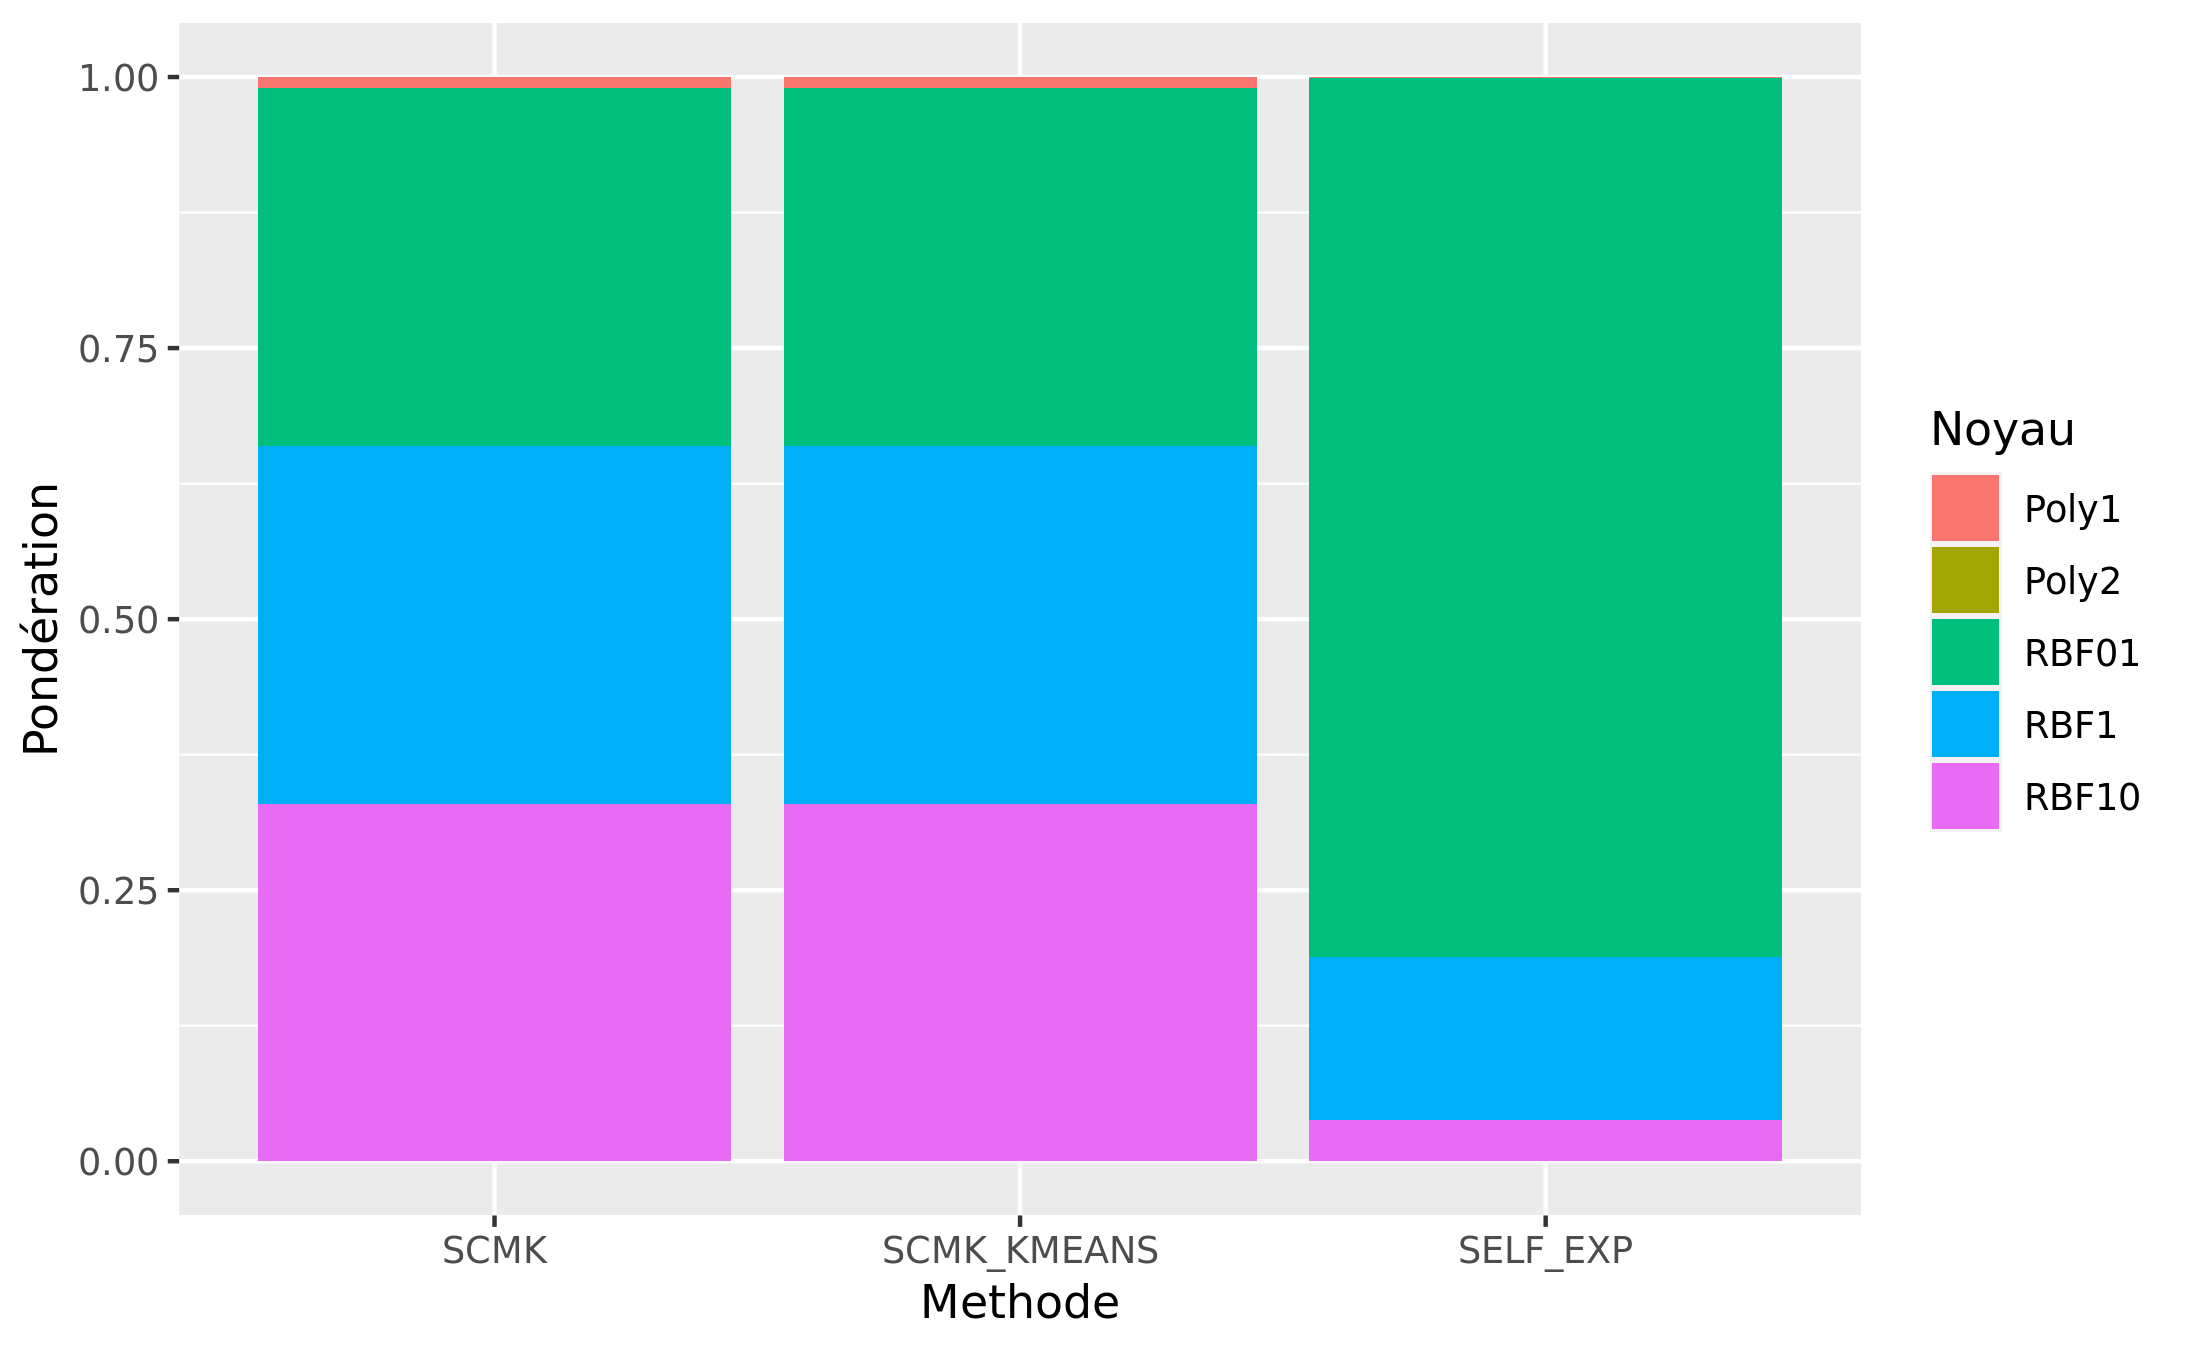 Pondération
1.00
0.75
0.50
0.25
0.00
SCMK
SCMK_KMEANS
SELF_EXP
Methode
Noyau
Poly1
Poly2
RBF01
RBF1
RBF10